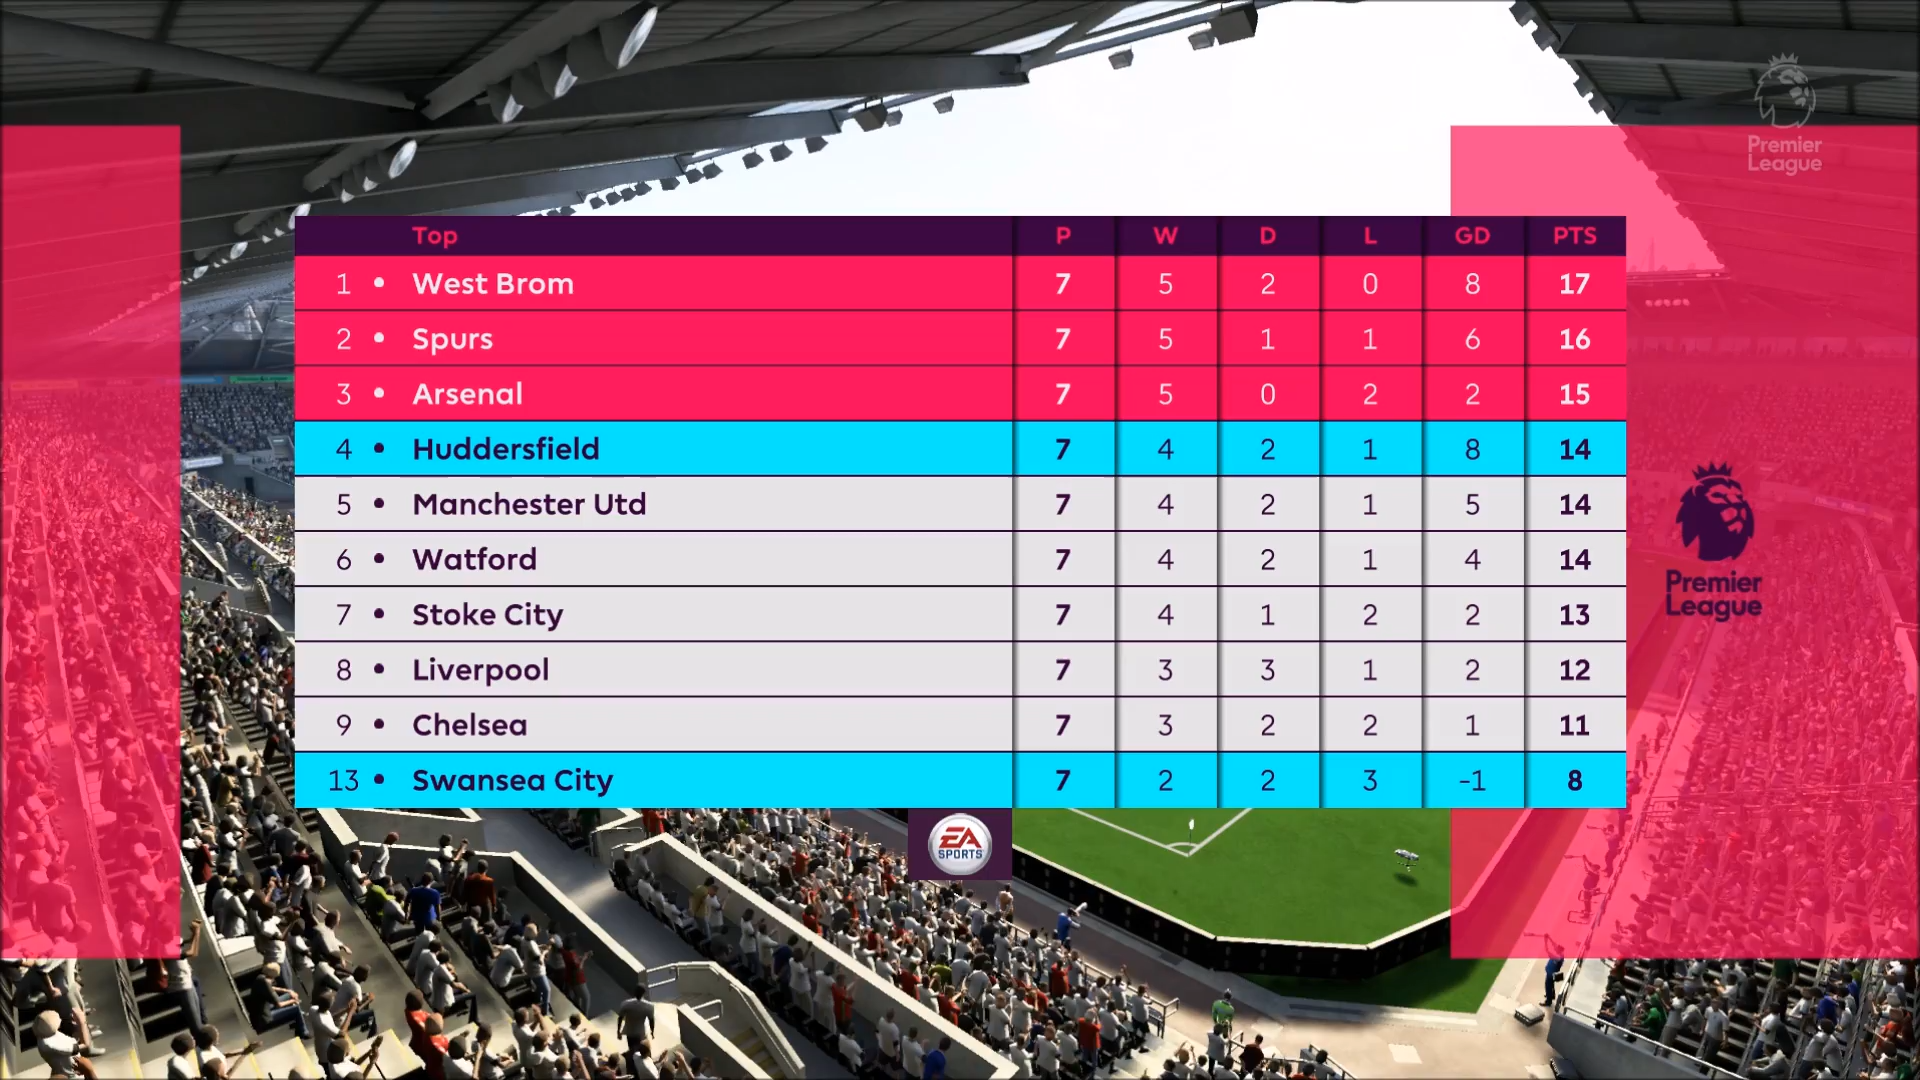 Premier
League
Top P W D L GD PTS
1 • West Brom 7 5 2 0 8 17
2 • Spurs 7 5 1 1 6 16
3 • Arsenal 7 5 0 2 2 15
4 • Huddersfield 7 4 2 1 8 14
5 • Manchester Utd 7 4 2 1 5 14
6 • Watford 7 4 2 1 4 14
7 • Stoke City 7 4 1 2 2 13
8 • Liverpool 7 3 3 1 2 12
9 • Chelsea 7 3 2 2 1 11
13 • Swansea City 7 2 2 3 -1 8
Premier
League
EA
SPORTS